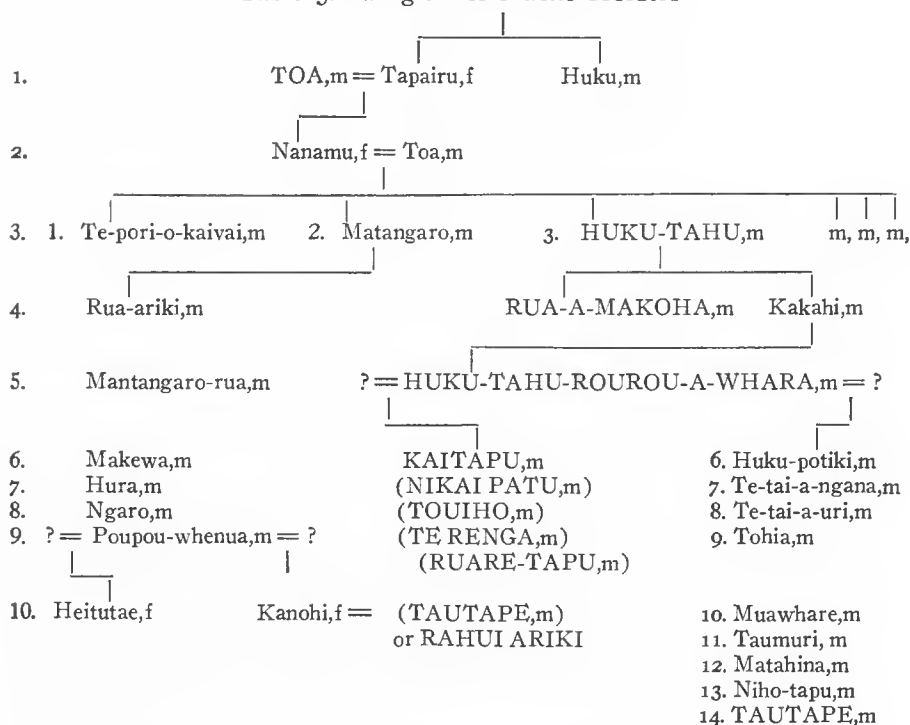 1. TOA,m = Tapairu,f Huku,m
2. Nanamu,f = Toa,m
3. 1. Te-pori-o-kaivai,m 2. Matangaro,m 3. HUKU-TAHU,m m, m, m,
4. Rua-ariki,m RUA-A-MAKOHA,m Kakahi,m
5. Mantangaro-rua,m ? = HUKU-TAHU-ROUROU-A-WHARA,m = ?
6. Makewa,m KAITAPU,m 6. Huku-potiki,m
7. Hura,m (NIKAI PATU,m) 7. Te-tai-a-ngana,m
8. Ngaro,m (TOUIHO,m) 8. Te-tai-a-uri,m
9. ? = Poupou-whenua,m = ? (TE RENGA,m) 9. Tohia,m
(RUARE-TAPU,m)
10. Heitutae,f Kanohi,f = (TAUTAPE,m) 10. Muawhare,m
or RAHUI ARIKI 11. Taumuri, m
12. Matahina,m
13. Niho-tapu,m
14. TAUTAPE,m